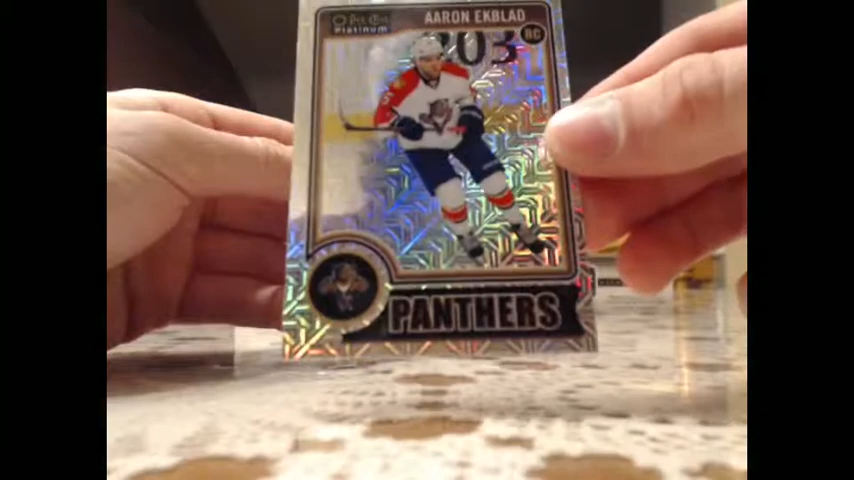 O-Pee-Chee
PLATINUM
AARON EKBLAD
203
RC
PANTHERS